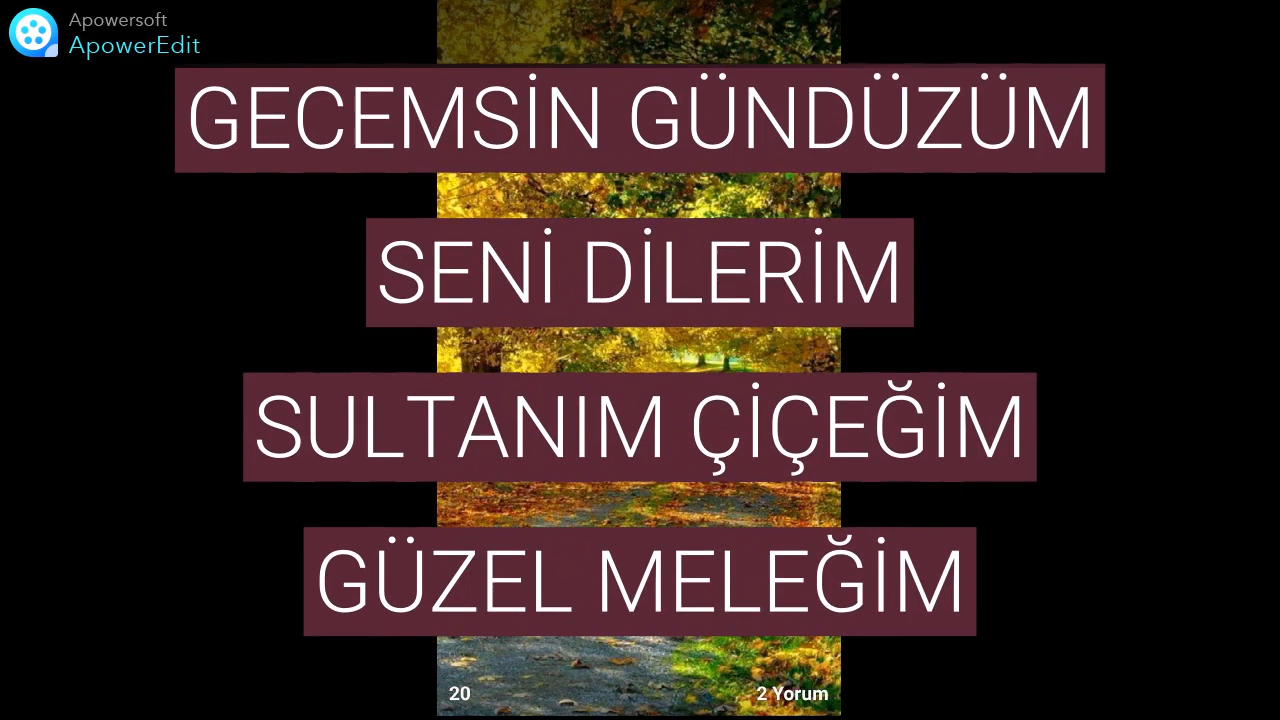 Apowersoft
ApowerEdit
GECEMSİN GÜNDÜZÜM
SENİ DİLERİM
SULTANIM ÇİÇEĞİM
GÜZEL MELEĞİM
20 2 Yorum